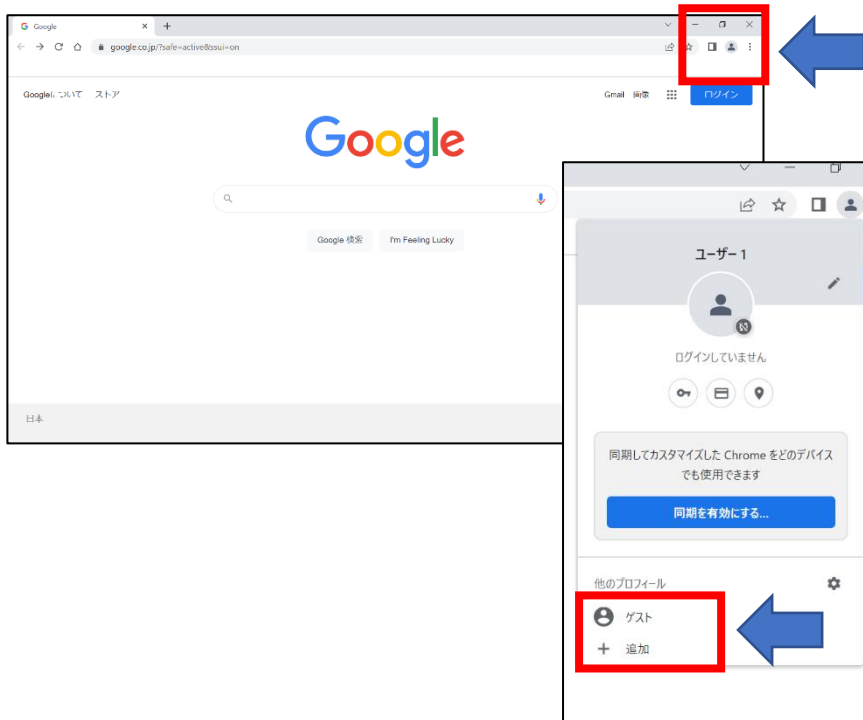 Google
google.co.jp/?safe=active&ssui=on
Googleについて ストア
Gmail 画像
ログイン
Google
Google 検索 I'm Feeling Lucky
日本
ユーザー 1
ログインしていません
同期してカスタマイズした Chrome をどのデバイス
でも使用できます
同期を有効にする...
他のプロフィール
ゲスト
追加